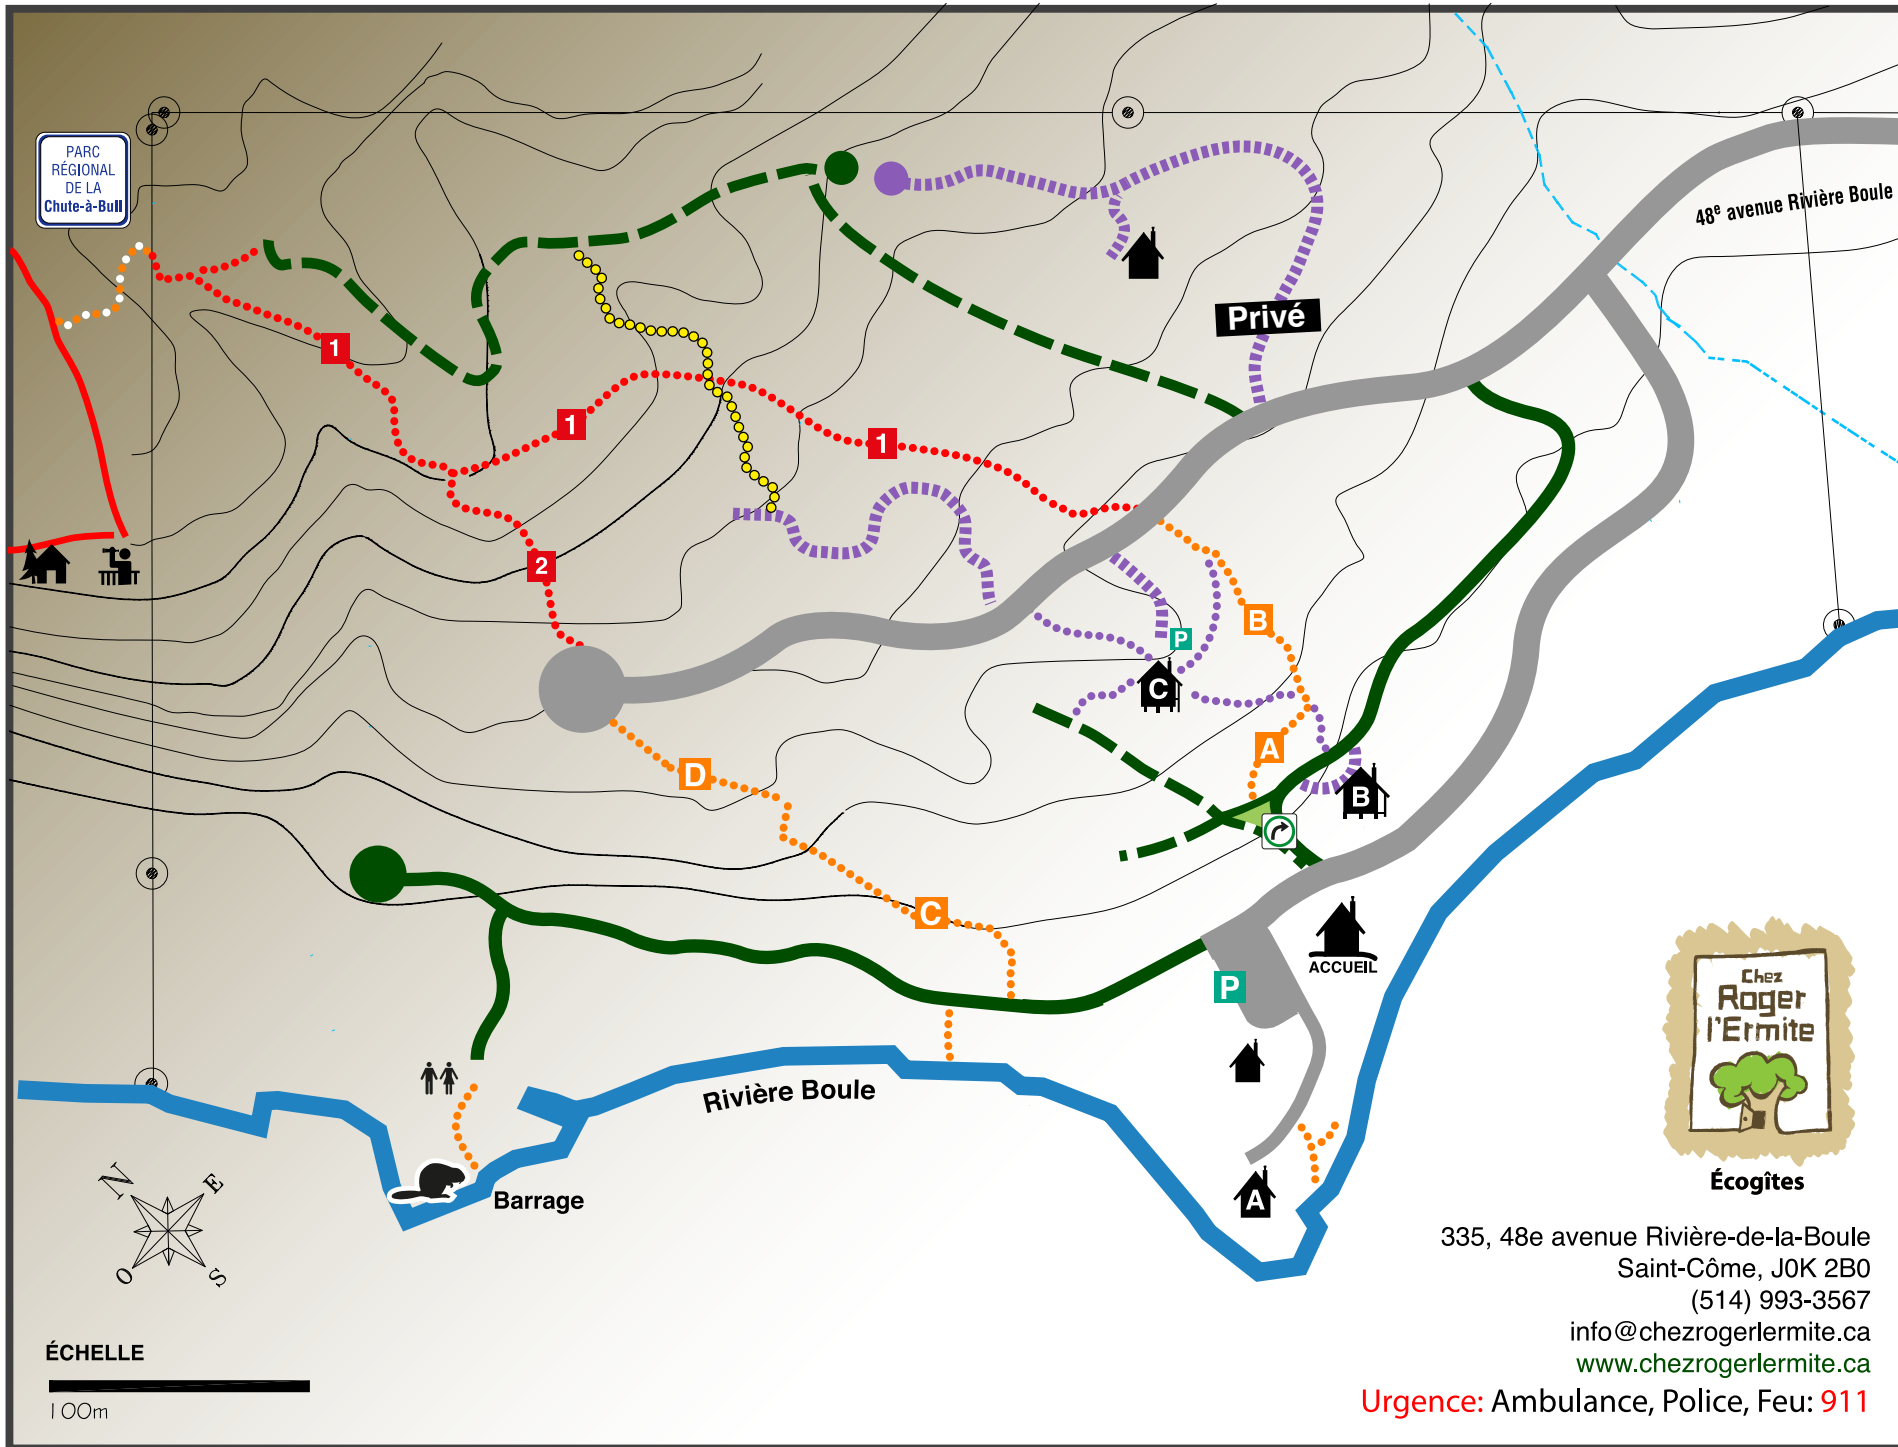 PARC
RÉGIONAL
DE LA
Chute-à-Bull
48e avenue Rivière Boule
Privé
1
1
1
2
P
B
C
A
B
D
C
ACCUEIL
P
A
Rivière Boule
Barrage
N
E
O
S
ÉCHELLE
100m
Chez
Roger
l'Ermite
Écogîtes
335, 48e avenue Rivière-de-la-Boule
Saint-Côme, J0K 2B0
(514) 993-3567
info@chezrogerlermite.ca
www.chezrogerlermite.ca
Urgence: Ambulance, Police, Feu: 911